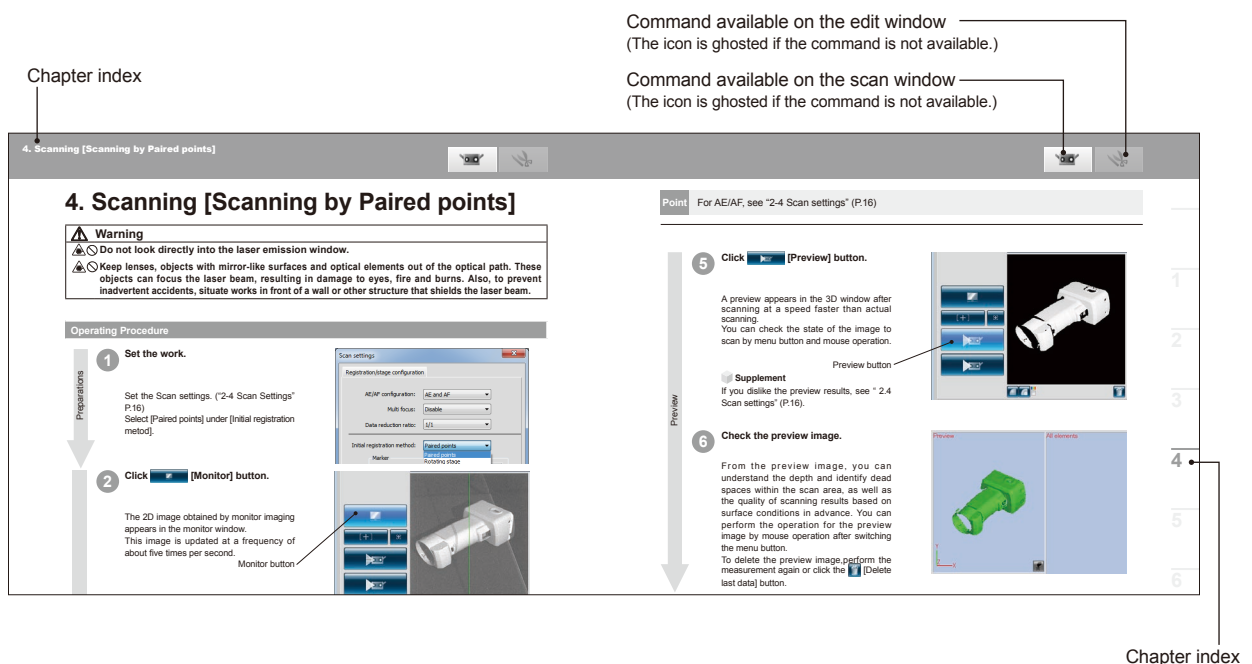 Command available on the edit window
(The icon is ghosted if the command is not available.)
Chapter index
Command available on the scan window
(The icon is ghosted if the command is not available.)
4. Scanning [Scanning by Paired points]
4. Scanning [Scanning by Paired points]
Warning
Do not look directly into the laser emission window.
Keep lenses, objects with mirror-like surfaces and optical elements out of the optical path. These
objects can focus the laser beam, resulting in damage to eyes, fire and burns. Also, to prevent
inadvertent accidents, situate works in front of a wall or other structure that shields the laser beam.
Operating Procedure
Preparations
1 Set the work.
Set the Scan settings. ("2-4 Scan Settings"
P.16)
Select [Paired points] under [Initial registration
metod].
Scan settings
Registration/stage configuration
AE/AF configuration: AE and AF
Multi focus: Disable
Data reduction ratio: 1/1
Initial registration method: Paired points
Paired points
Marker
Rotating stage
2 Click [Monitor] button.
The 2D image obtained by monitor imaging
appears in the monitor window.
This image is updated at a frequency of
about five times per second.
Monitor button
Point For AE/AF, see "2-4 Scan settings" (P.16)
Preview
5 Click [Preview] button.
A preview appears in the 3D window after
scanning at a speed faster than actual
scanning.
You can check the state of the image to
scan by menu button and mouse operation.
Preview button
Supplement
If you dislike the preview results, see " 2.4
Scan settings" (P.16).
6 Check the preview image.
From the preview image, you can
understand the depth and identify dead
spaces within the scan area, as well as
the quality of scanning results based on
surface conditions in advance. You can
perform the operation for the preview
image by mouse operation after switching
the menu button.
To delete the preview image,perform the
measurement again or click the [Delete
last data] button.
Preview
All elements
Y
X
1
2
3
4
5
6
Chapter index